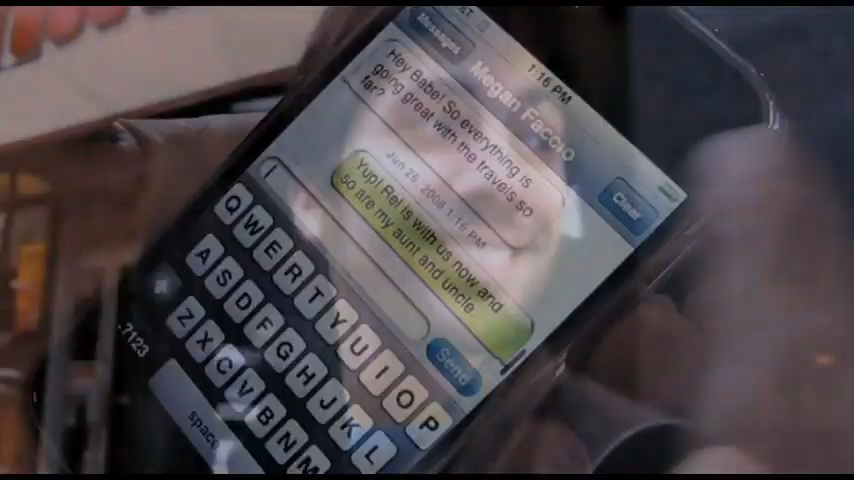 1:16 PM
Messages
Megan Faccio
Clear
Hey Babe! So everything is
going great with the travels so
far?
Jun 26, 2008 1:16 PM
Yup! Rel is with us now and
so are my aunt and uncle
Send
Q W E R T Y U I O P
A S D F G H J K L
Z X C V B N M
.?123
space